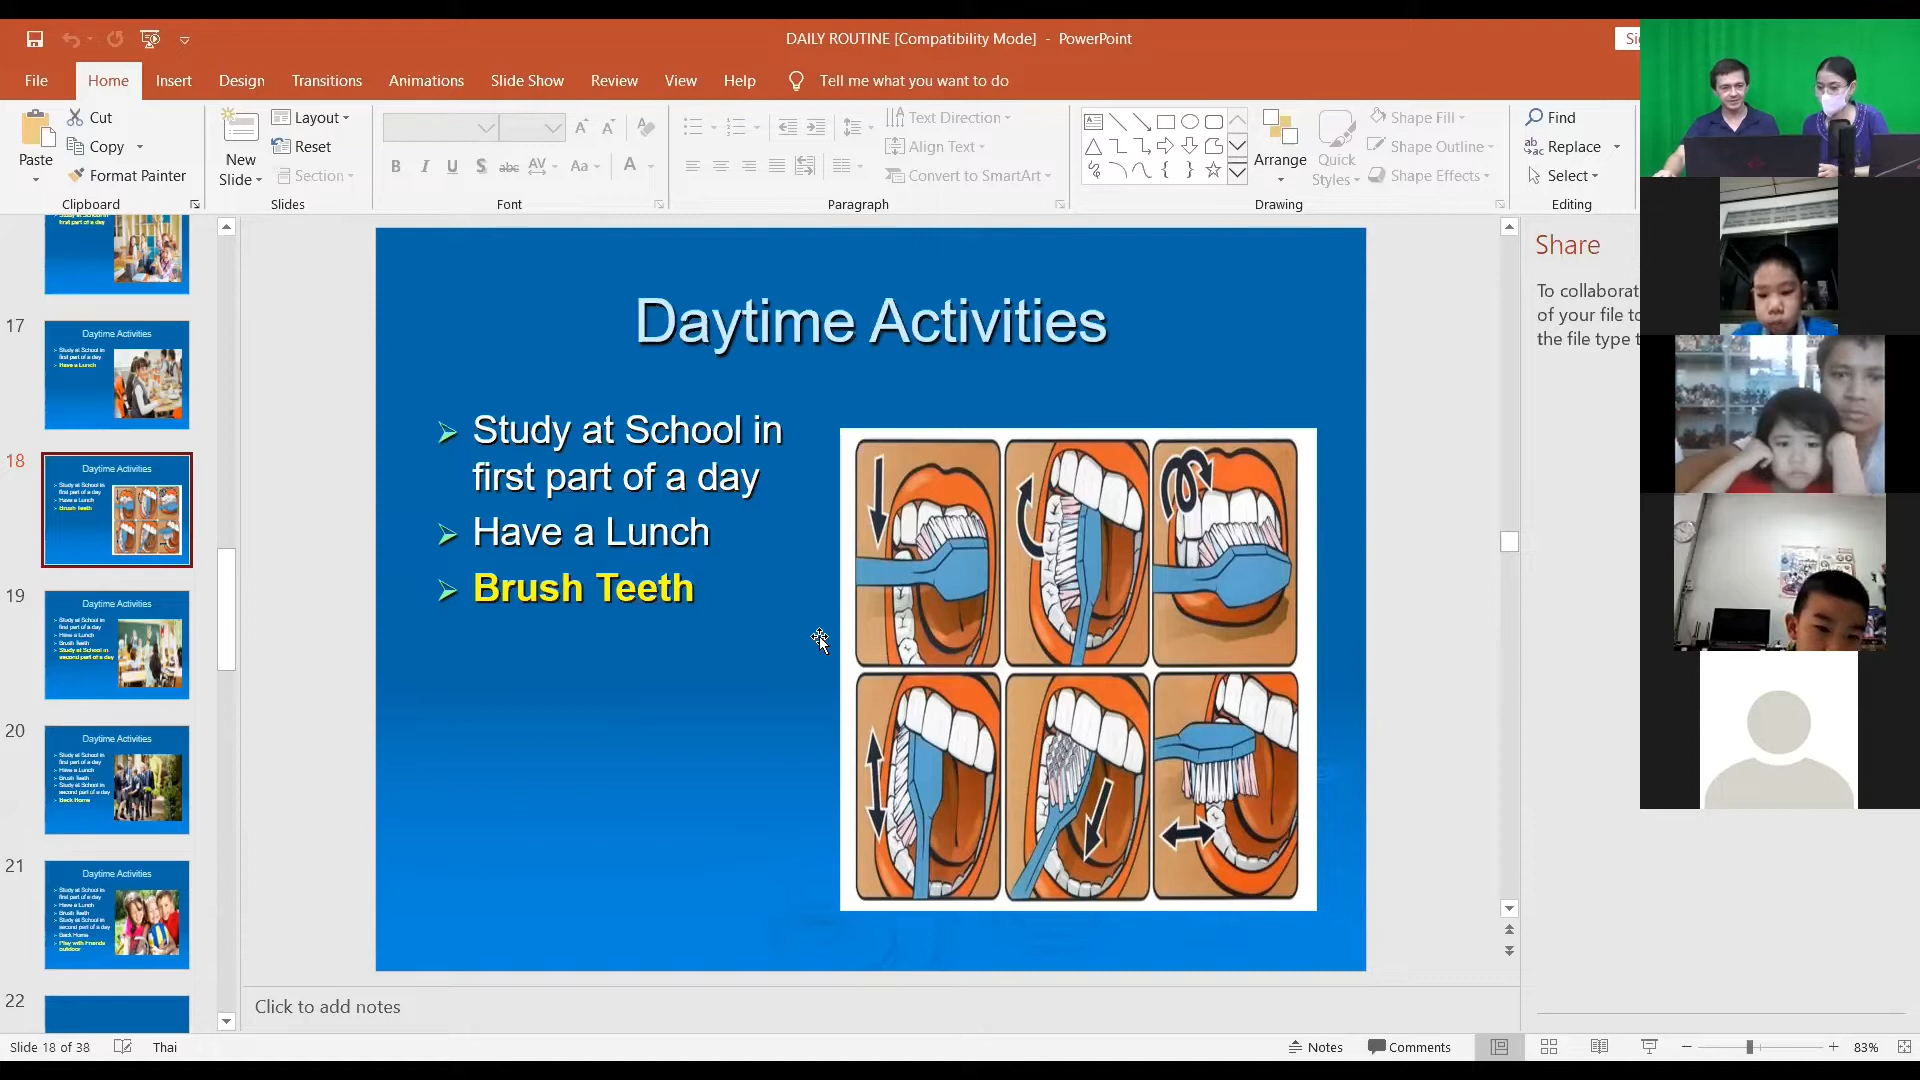 DAILY ROUTINE [Compatibility Mode] - PowerPoint
File Home Insert Design Transitions Animations Slide Show Review View Help Tell me what you want to do
Paste
Cut
Copy
Format Painter
Clipboard
New Slide
Layout
Reset
Section
Slides
Font
Text Direction
Align Text
Convert to SmartArt
Paragraph
Arrange
Quick Styles
Shape Fill
Shape Outline
Shape Effects
Drawing
Find
Replace
Select
Editing
first part of a day
17
Daytime Activities
Study at School in
first part of a day
Have a Lunch
18
Daytime Activities
Study at School in
first part of a day
Have a Lunch
Brush Teeth
19
Daytime Activities
Study at School in
first part of a day
Have a Lunch
Brush Teeth
Study at School in
second part of a day
20
Daytime Activities
Study at School in
first part of a day
Have a Lunch
Brush Teeth
Study at School in
second part of a day
Back Home
21
Daytime Activities
Study at School in
first part of a day
Have a Lunch
Brush Teeth
Study at School in
second part of a day
Back Home
Play with Friends
outdoor
22
Daytime Activities
Study at School in
first part of a day
Have a Lunch
Brush Teeth
Share
To collaborat
of your file to
the file type
Click to add notes
Slide 18 of 38 Thai Notes Comments 83%